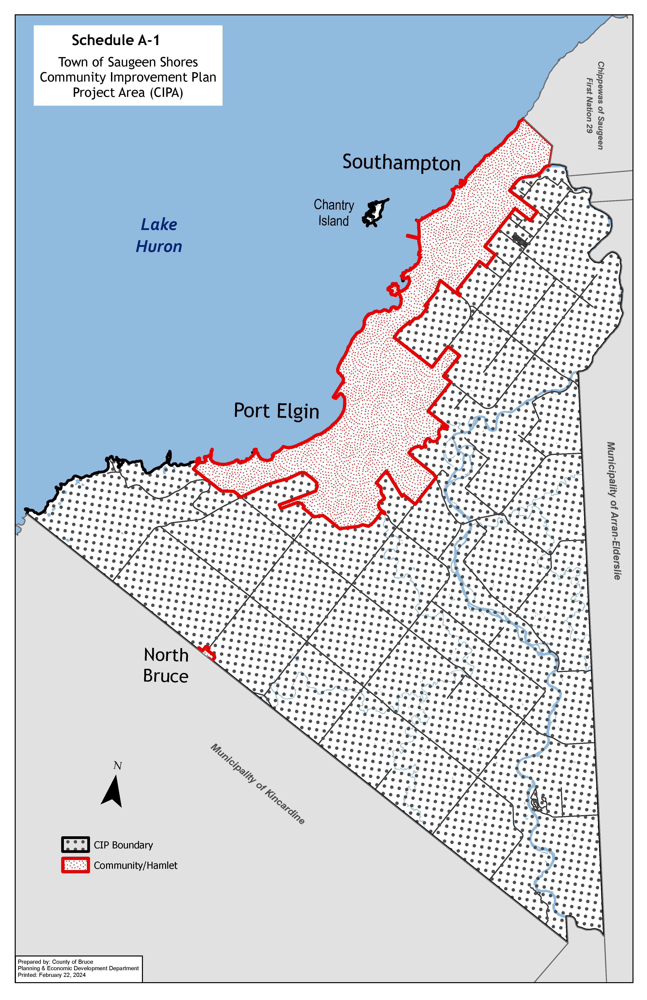 Schedule A-1
Town of Saugeen Shores
Community Improvement Plan
Project Area (CIPA)
Chippewas of Saugeen
First Nation 29
Southampton
Chantry
Island
Lake
Huron
Port Elgin
Municipality of Arran-Elderslie
North
Bruce
Municipality of Kincardine
N
CIP Boundary
Community/Hamlet
Prepared by: County of Bruce
Planning & Economic Development Department
Printed: February 22, 2024